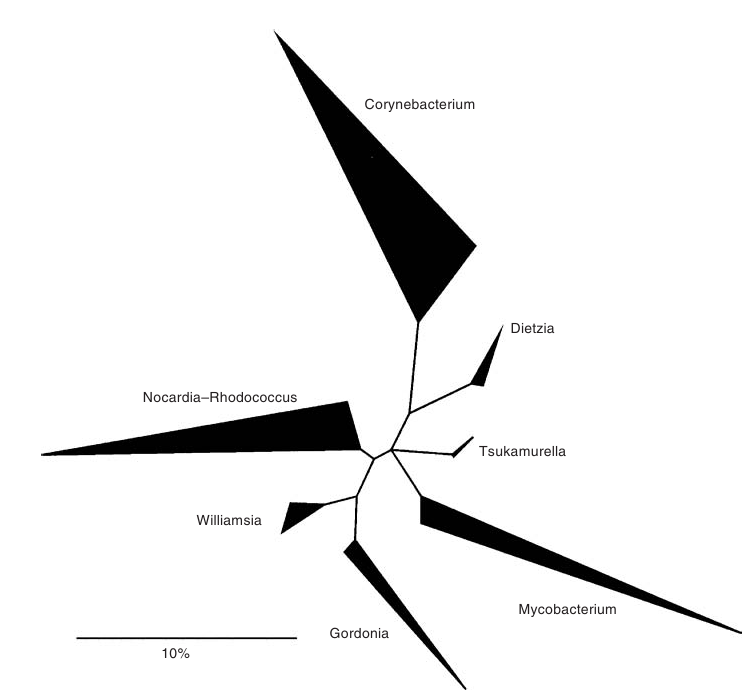 Corynebacterium
Dietzia
Nocardia–Rhodococcus
Tsukamurella
Williamsia
Mycobacterium
Gordonia
10%